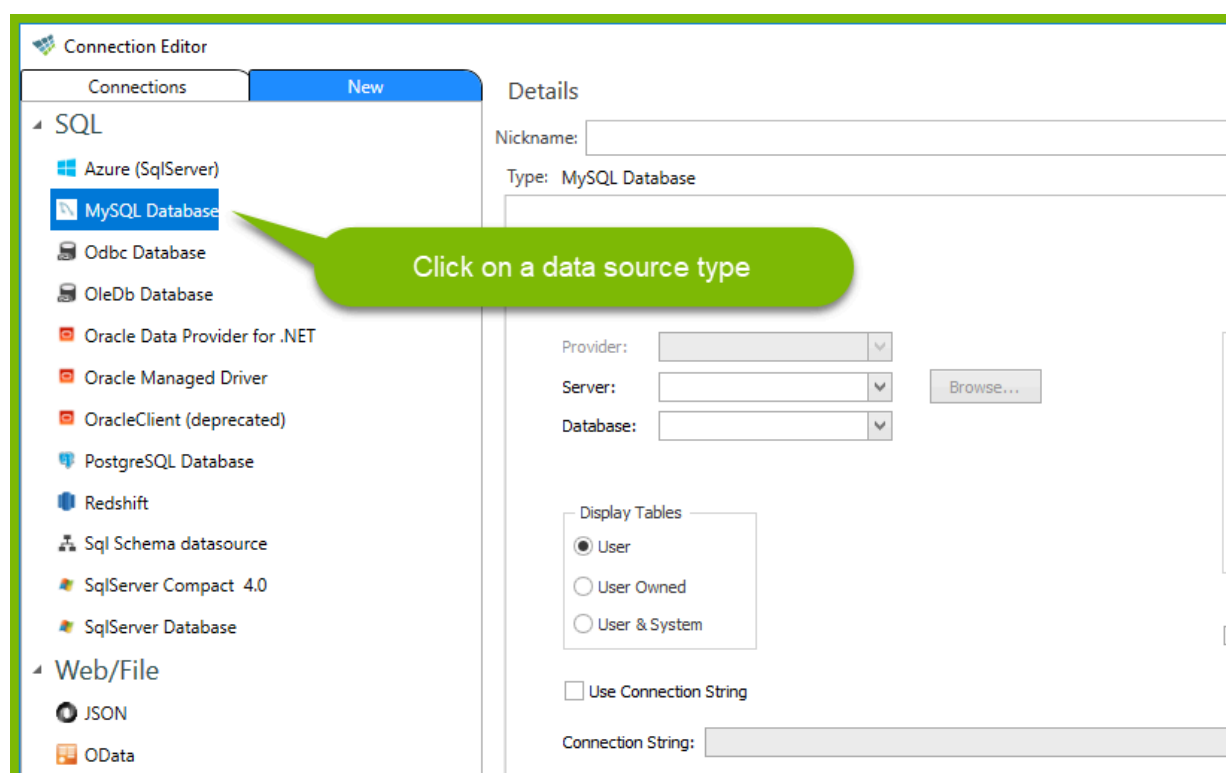 Connection Editor
Connections
New
SQL
Azure (SqlServer)
MySQL Database
Odbc Database
OleDb Database
Oracle Data Provider for .NET
Oracle Managed Driver
OracleClient (deprecated)
PostgreSQL Database
Redshift
Sql Schema datasource
SqlServer Compact 4.0
SqlServer Database
Web/File
JSON
OData
Details
Nickname:
Type: MySQL Database
Click on a data source type
Provider:
Server:
Browse...
Database:
Display Tables
User
User Owned
User & System
Use Connection String
Connection String: